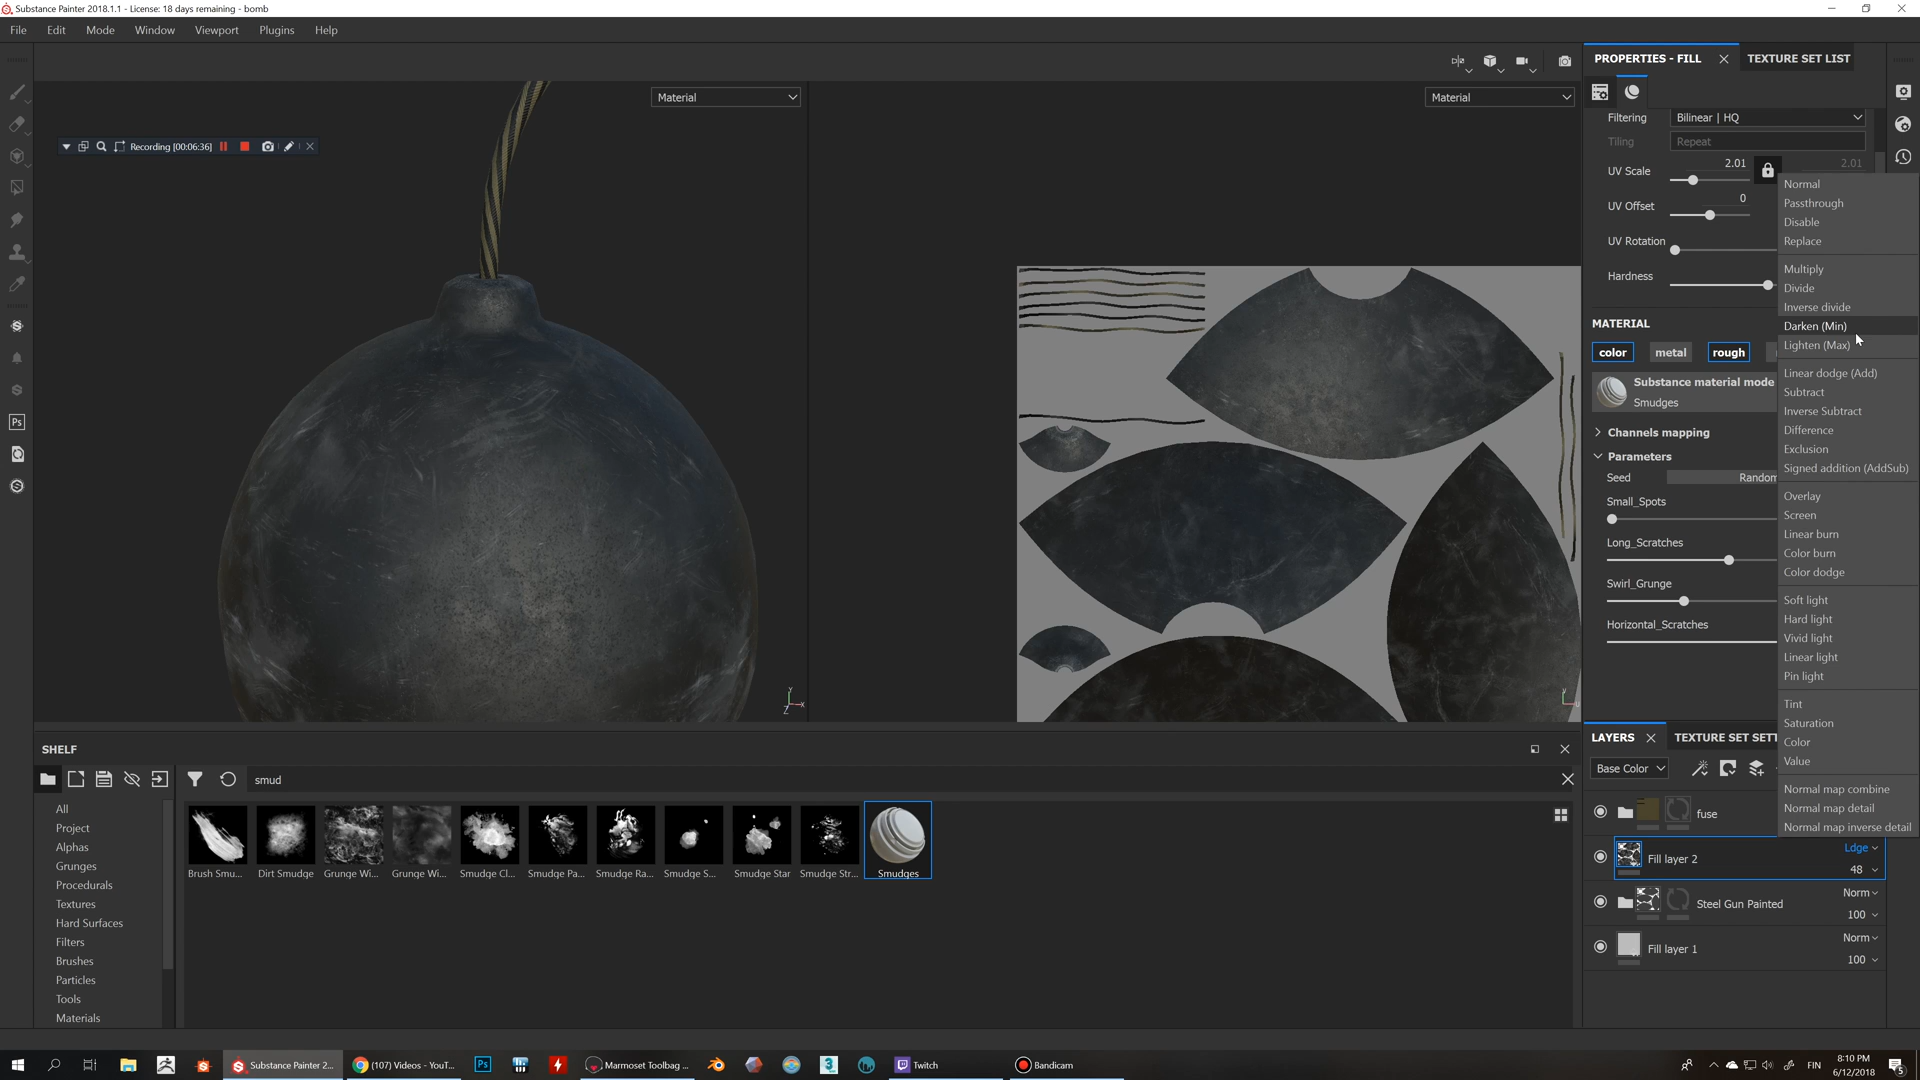 Substance Painter 2018.1.1 - License: 18 days remaining - bomb
File Edit Mode Window Viewport Plugins Help
PROPERTIES - FILL
TEXTURE SET LIST
Material
Material
Recording [00:06:36]
Filtering Bilinear | HQ
Tiling Repeat
UV Scale 2.01 2.01
UV Offset 0
UV Rotation
Hardness
MATERIAL
color metal rough
Substance material mode
Smudges
Channels mapping
Parameters
Seed Random
Small_Spots
Long_Scratches
Swirl_Grunge
Horizontal_Scratches
Normal
Passthrough
Disable
Replace
Multiply
Divide
Inverse divide
Darken (Min)
Lighten (Max)
Linear dodge (Add)
Subtract
Inverse Subtract
Difference
Exclusion
Signed addition (AddSub)
Overlay
Screen
Linear burn
Color burn
Color dodge
Soft light
Hard light
Vivid light
Linear light
Pin light
Tint
Saturation
Color
Value
Normal map combine
Normal map detail
Normal map inverse detail
Ps
Y
Z X
SHELF
smud
All
Project
Alphas
Grunges
Procedurals
Textures
Hard Surfaces
Filters
Brushes
Particles
Tools
Materials
Brush Smu... Dirt Smudge Grunge Wi... Grunge Wi... Smudge Cl... Smudge Pa... Smudge Ra... Smudge S... Smudge Star Smudge Str... Smudges
LAYERS
TEXTURE SET SETT
Base Color
fuse
Fill layer 2 Ldge
48
Steel Gun Painted Norm
100
Fill layer 1 Norm
100
Substance Painter 2...
(107) Videos - YouT...
Ps
Marmoset Toolbag ...
3
Twitch
Bandicam
FIN
8:10 PM
6/12/2018
5